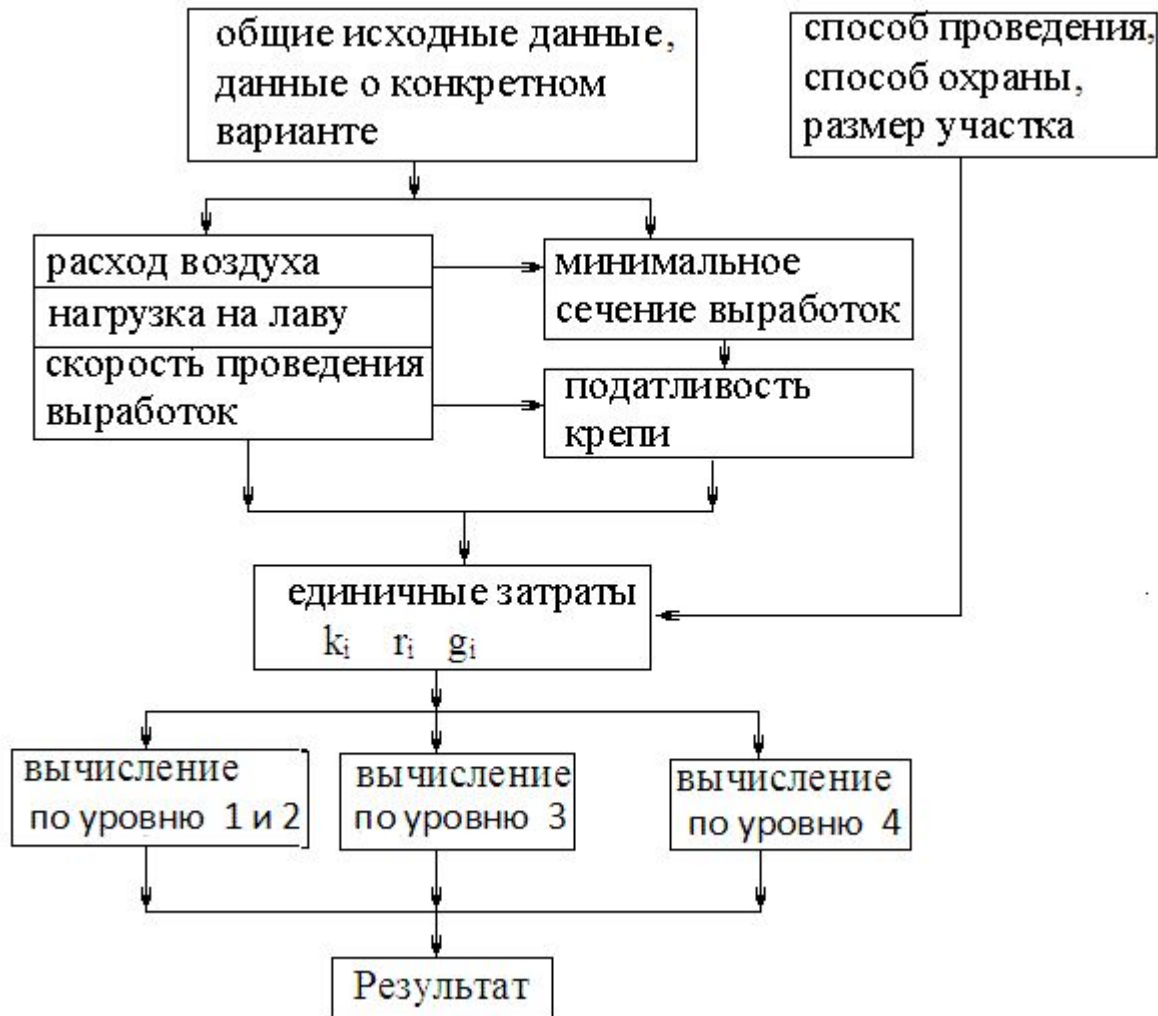 общие исходные данные,
данные о конкретном
варианте
способ проведения,
способ охраны,
размер участка
расход воздуха
нагрузка на лаву
скорость проведения
выработок
минимальное
сечение выработок
податливость
крепи
единичные затраты
ki ri gi
вычисление
по уровню 1 и 2
вычисление
по уровню 3
вычисление
по уровню 4
Результат